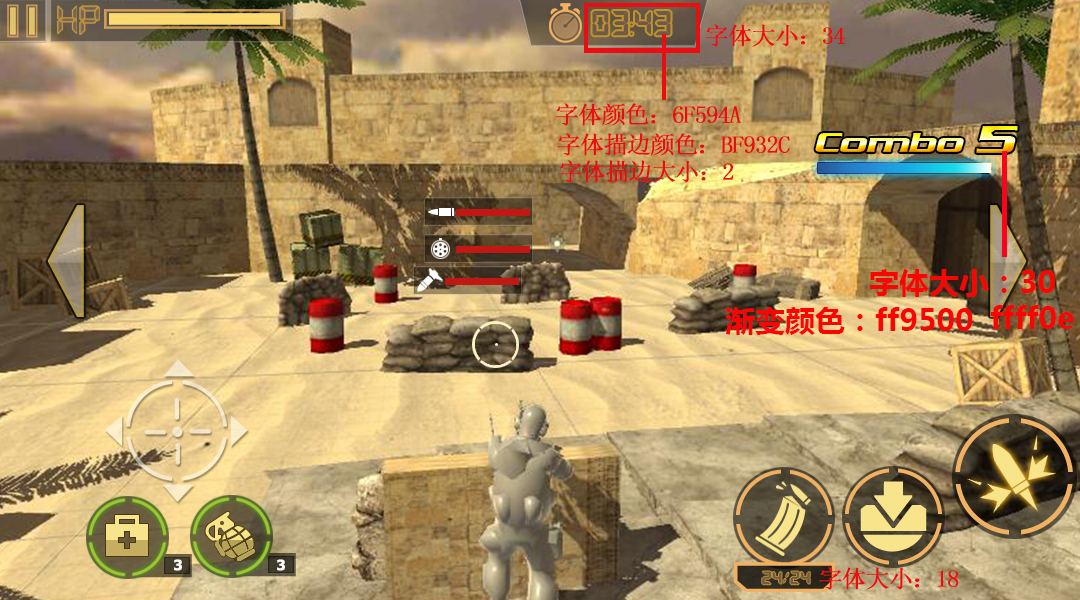 HP
03:43
字体大小：34
字体颜色：6F594A
字体描边颜色：BF932C
字体描边大小：2
Combo 5
字体大小：30
渐变颜色：ff9500 ffff0e
3
3
24/24
字体大小：18